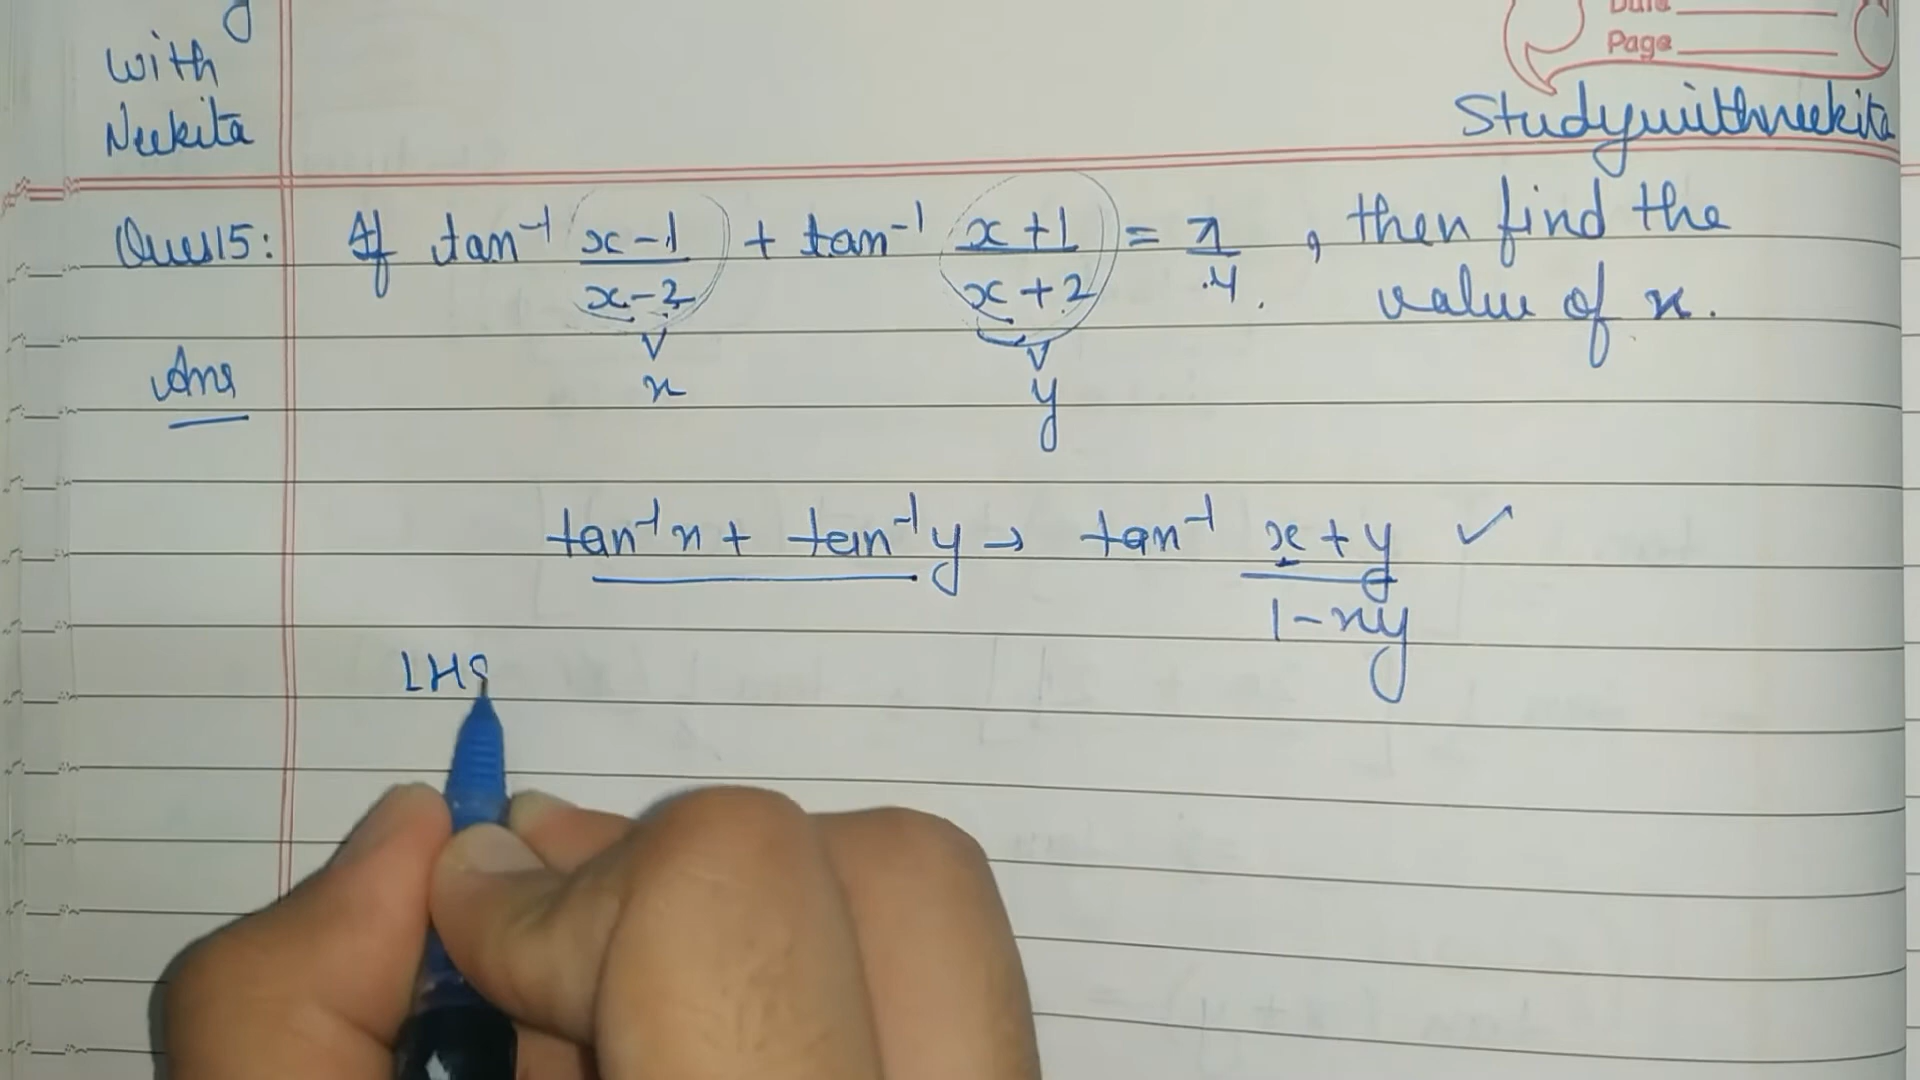 With
Neekita
Date
Page
Studywithneekita
Ques15: If tan⁻¹ (x-1)/(x-2) + tan⁻¹ (x+1)/(x+2) = π/4 , then find the
value of x.
Ans
x y
tan⁻¹x + tan⁻¹y → tan⁻¹ (x+y)/(1-xy) ✓
LHS